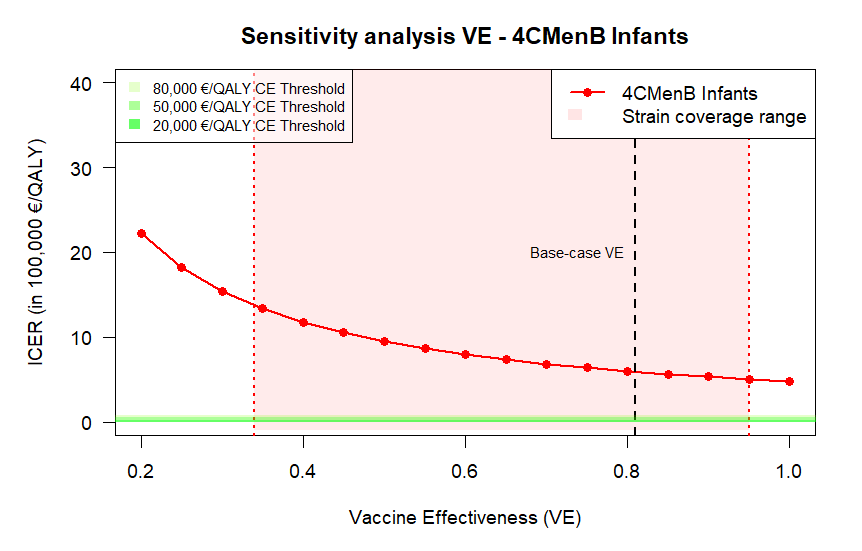 Sensitivity analysis VE - 4CMenB Infants
80,000 €/QALY CE Threshold
50,000 €/QALY CE Threshold
20,000 €/QALY CE Threshold
4CMenB Infants
Strain coverage range
Base-case VE
ICER (in 100,000 €/QALY)
40
30
20
10
0
0.2 0.4 0.6 0.8 1.0
Vaccine Effectiveness (VE)